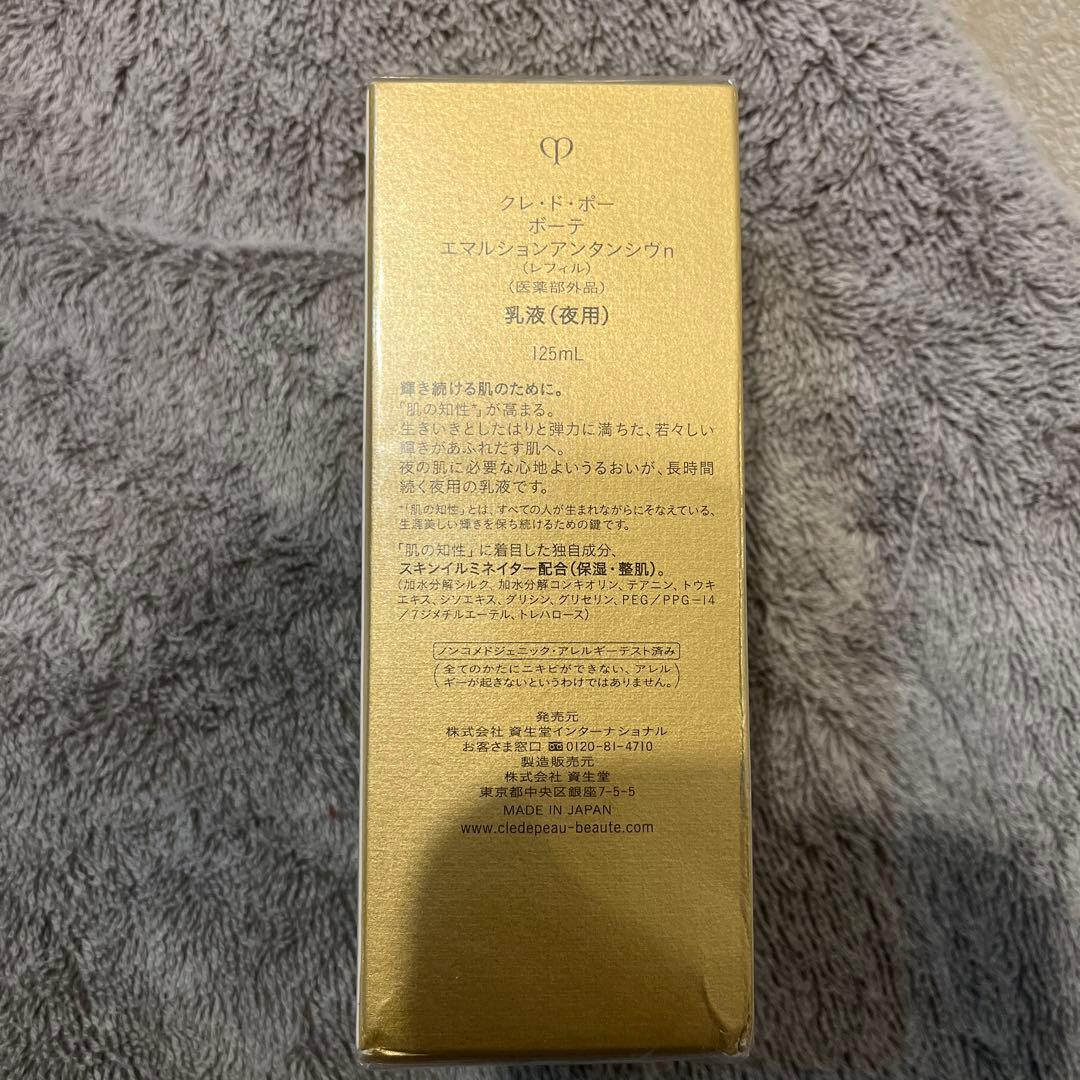 クレ・ド・ポー
ボーテ
エマルションアンタンシヴn
（レフィル）
（医薬部外品）
乳液（夜用）
125mL
輝き続ける肌のために。
「肌の知性*」が高まる。
生きいきとしたはりと弾力に満ちた、若々しい
輝きがあふれだす肌へ。
夜の肌に必要な心地よいうるおいが、長時間
続く夜用の乳液です。
*「肌の知性」とは、すべての人が生まれながらにそなえている、
生涯美しい輝きを保ち続けるための鍵です。
「肌の知性」に着目した独自成分、
スキンイルミネイター配合（保湿・整肌）。
（加水分解シルク、加水分解コンキオリン、テアニン、トウキ
エキス、シソエキス、グリシン、グリセリン、PEG／PPG－14
／7ジメチルエーテル、トレハロース）
ノンコメドジェニック・アレルギーテスト済み
（全てのかたにニキビができない、アレル
ギーが起きないというわけではありません。）
発売元
株式会社 資生堂インターナショナル
お客さま窓口 0120-81-4710
製造販売元
株式会社 資生堂
東京都中央区銀座7-5-5
MADE IN JAPAN
www.cledepeau-beaute.com